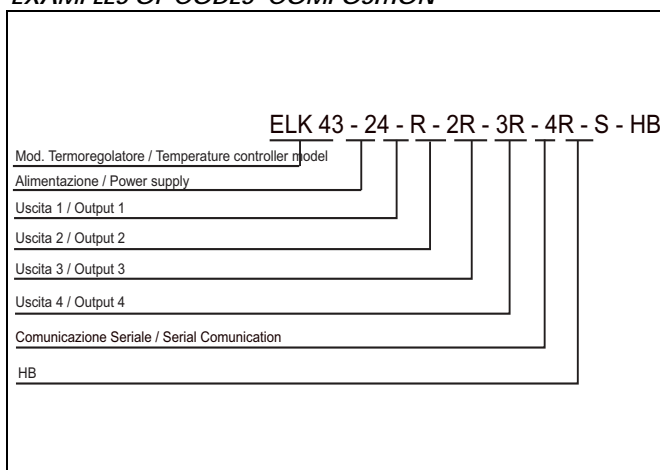 EXAMPLES OF CODES' COMPOSITION
ELK 43 - 24 - R - 2R - 3R - 4R - S - HB
Mod. Termoregolatore / Temperature controller model
Alimentazione / Power supply
Uscita 1 / Output 1
Uscita 2 / Output 2
Uscita 3 / Output 3
Uscita 4 / Output 4
Comunicazione Seriale / Serial Comunication
HB